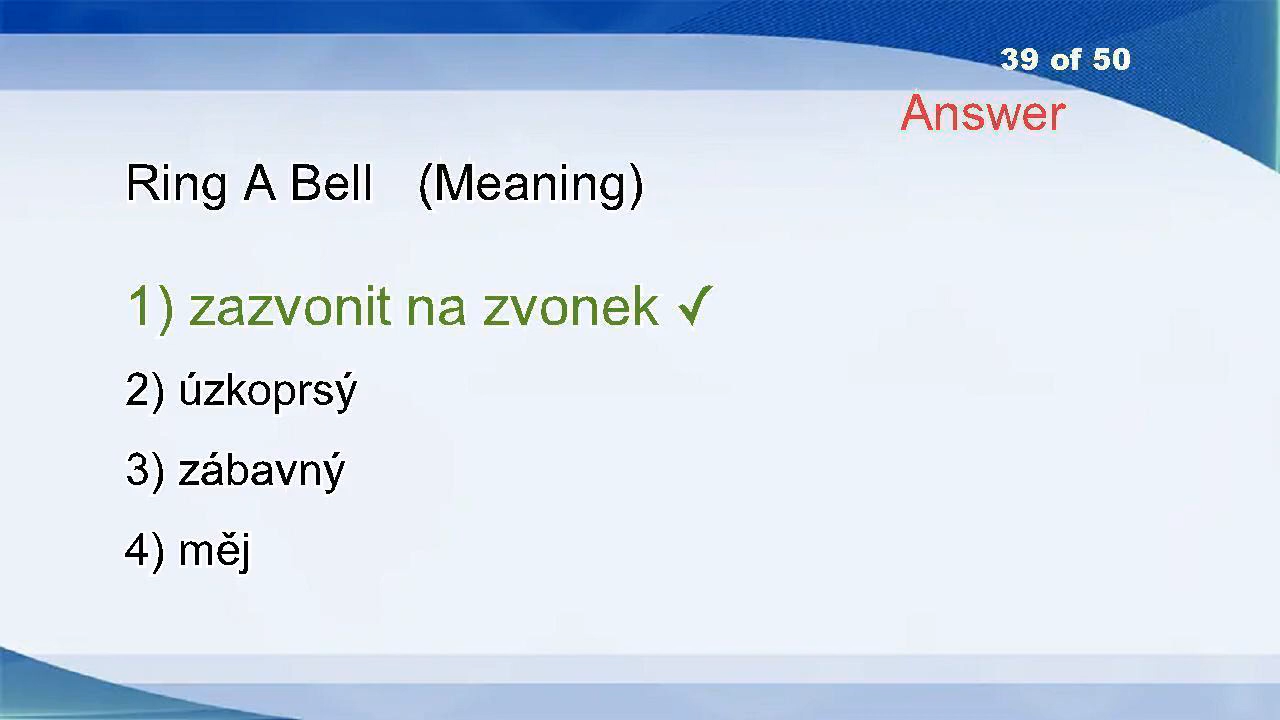 39 of 50
Answer
Ring A Bell (Meaning)
1) zazvonit na zvonek ✓
2) úzkoprsý
3) zábavný
4) měj